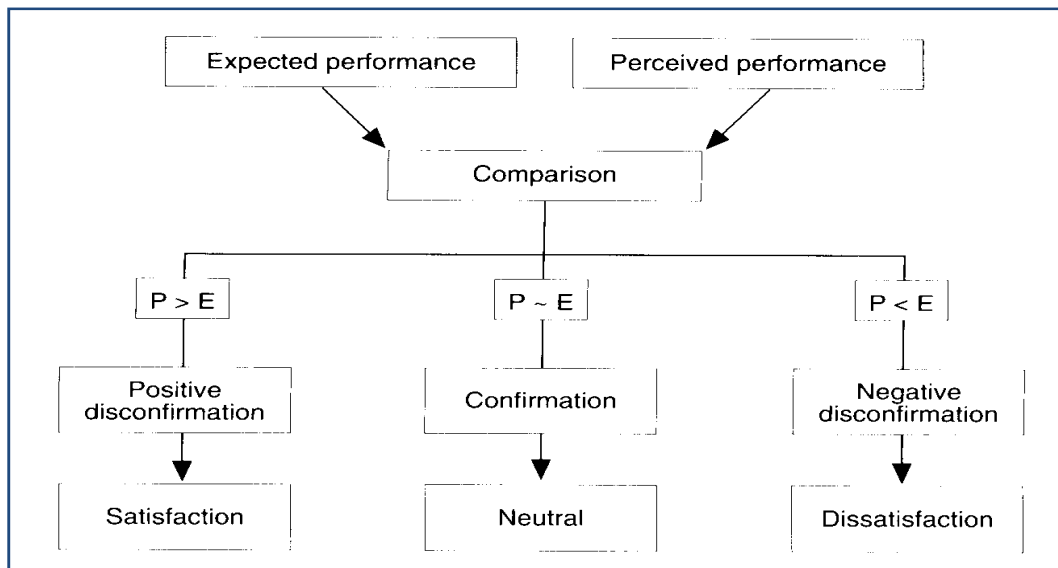 Expected performance
Perceived performance
Comparison
P > E
P ~ E
P < E
Positive
disconfirmation
Confirmation
Negative
disconfirmation
Satisfaction
Neutral
Dissatisfaction